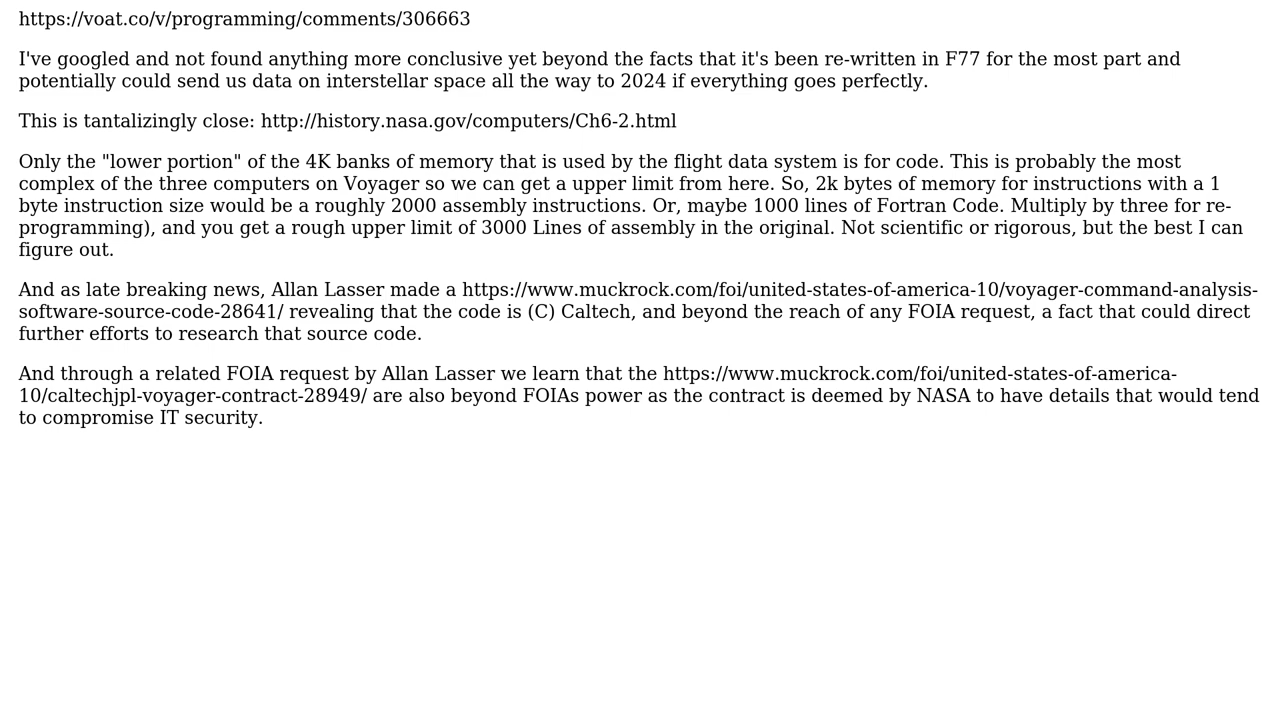 https://voat.co/v/programming/comments/306663
I've googled and not found anything more conclusive yet beyond the facts that it's been re-written in F77 for the most part and
potentially could send us data on interstellar space all the way to 2024 if everything goes perfectly.
This is tantalizingly close: http://history.nasa.gov/computers/Ch6-2.html
Only the "lower portion" of the 4K banks of memory that is used by the flight data system is for code. This is probably the most
complex of the three computers on Voyager so we can get a upper limit from here. So, 2k bytes of memory for instructions with a 1
byte instruction size would be a roughly 2000 assembly instructions. Or, maybe 1000 lines of Fortran Code. Multiply by three for re-
programming), and you get a rough upper limit of 3000 Lines of assembly in the original. Not scientific or rigorous, but the best I can
figure out.
And as late breaking news, Allan Lasser made a https://www.muckrock.com/foi/united-states-of-america-10/voyager-command-analysis-
software-source-code-28641/ revealing that the code is (C) Caltech, and beyond the reach of any FOIA request, a fact that could direct
further efforts to research that source code.
And through a related FOIA request by Allan Lasser we learn that the https://www.muckrock.com/foi/united-states-of-america-
10/caltechjpl-voyager-contract-28949/ are also beyond FOIAs power as the contract is deemed by NASA to have details that would tend
to compromise IT security.